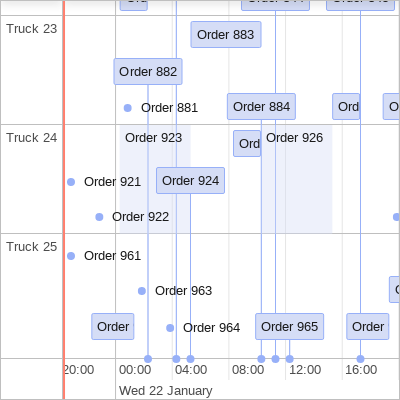 Truck 23
Order 883
Order 882
Order 881
Order 884
Ord
O
Truck 24
Order 923
Ord
Order 926
Order 921
Order 924
Order 922
Truck 25
Order 961
Order 963
Order
Order 964
Order 965
Order
20:00
00:00
04:00
08:00
12:00
16:00
Wed 22 January